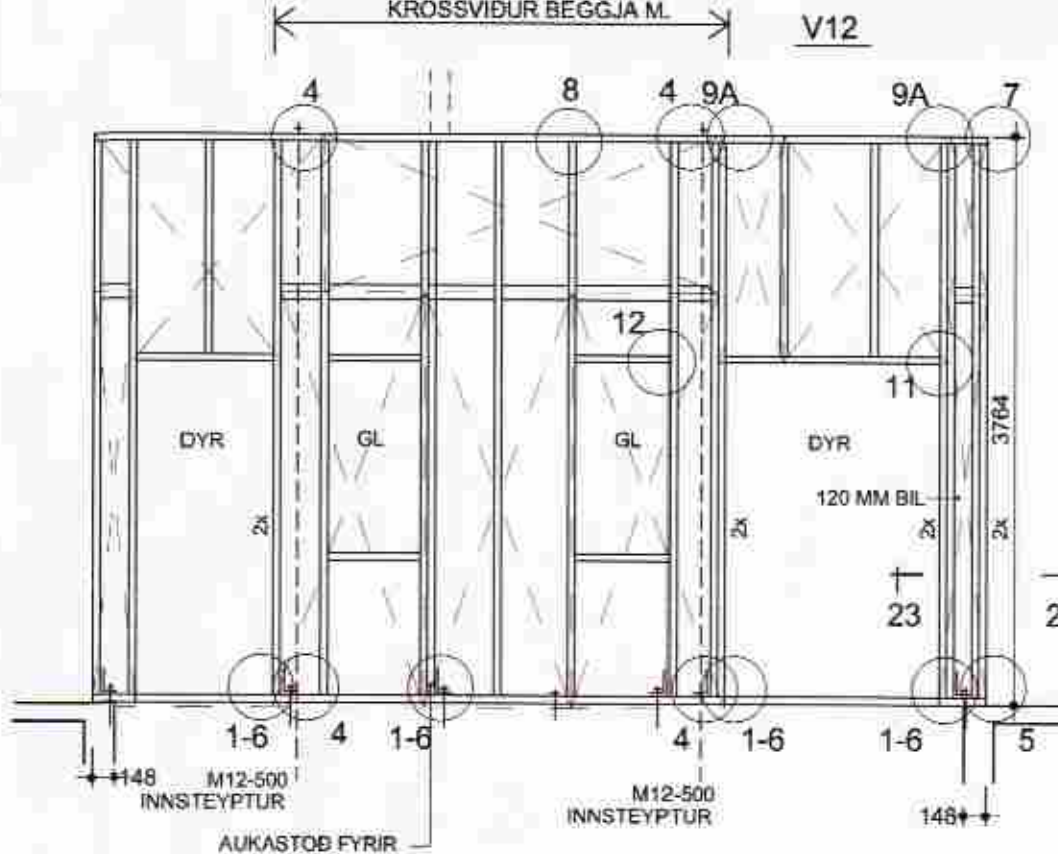 KROSSVIÐUR BEGGJA M.
V12
4
8
4
9A
9A
7
12
11
3764
DYR
GL
GL
DYR
120 MM BIL
2x
2x
2x
2x
23
2
1-6
4
1-6
4
1-6
1-6
5
148
M12-500
INNSTEYPTUR
M12-500
INNSTEYPTUR
148
AUKASTOÐ FYRIR